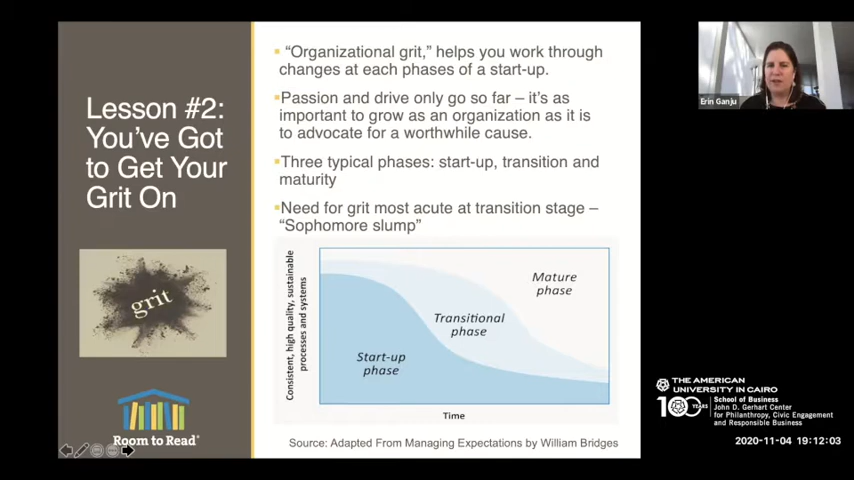 Lesson #2:
You've Got
to Get Your
Grit On
grit
Room to Read®
▪ “Organizational grit,” helps you work through
changes at each phases of a start-up.
▪Passion and drive only go so far – it's as
important to grow as an organization as it is
to advocate for a worthwhile cause.
▪Three typical phases: start-up, transition and
maturity
▪Need for grit most acute at transition stage –
“Sophomore slump”
Consistent, high quality, sustainable
processes and systems
Mature
phase
Transitional
phase
Start-up
phase
Time
Source: Adapted From Managing Expectations by William Bridges
Erin Ganju
THE AMERICAN
UNIVERSITY IN CAIRO
100 YEARS
School of Business
John D. Gerhart Center
for Philanthropy, Civic Engagement
and Responsible Business
2020-11-04 19:12:03